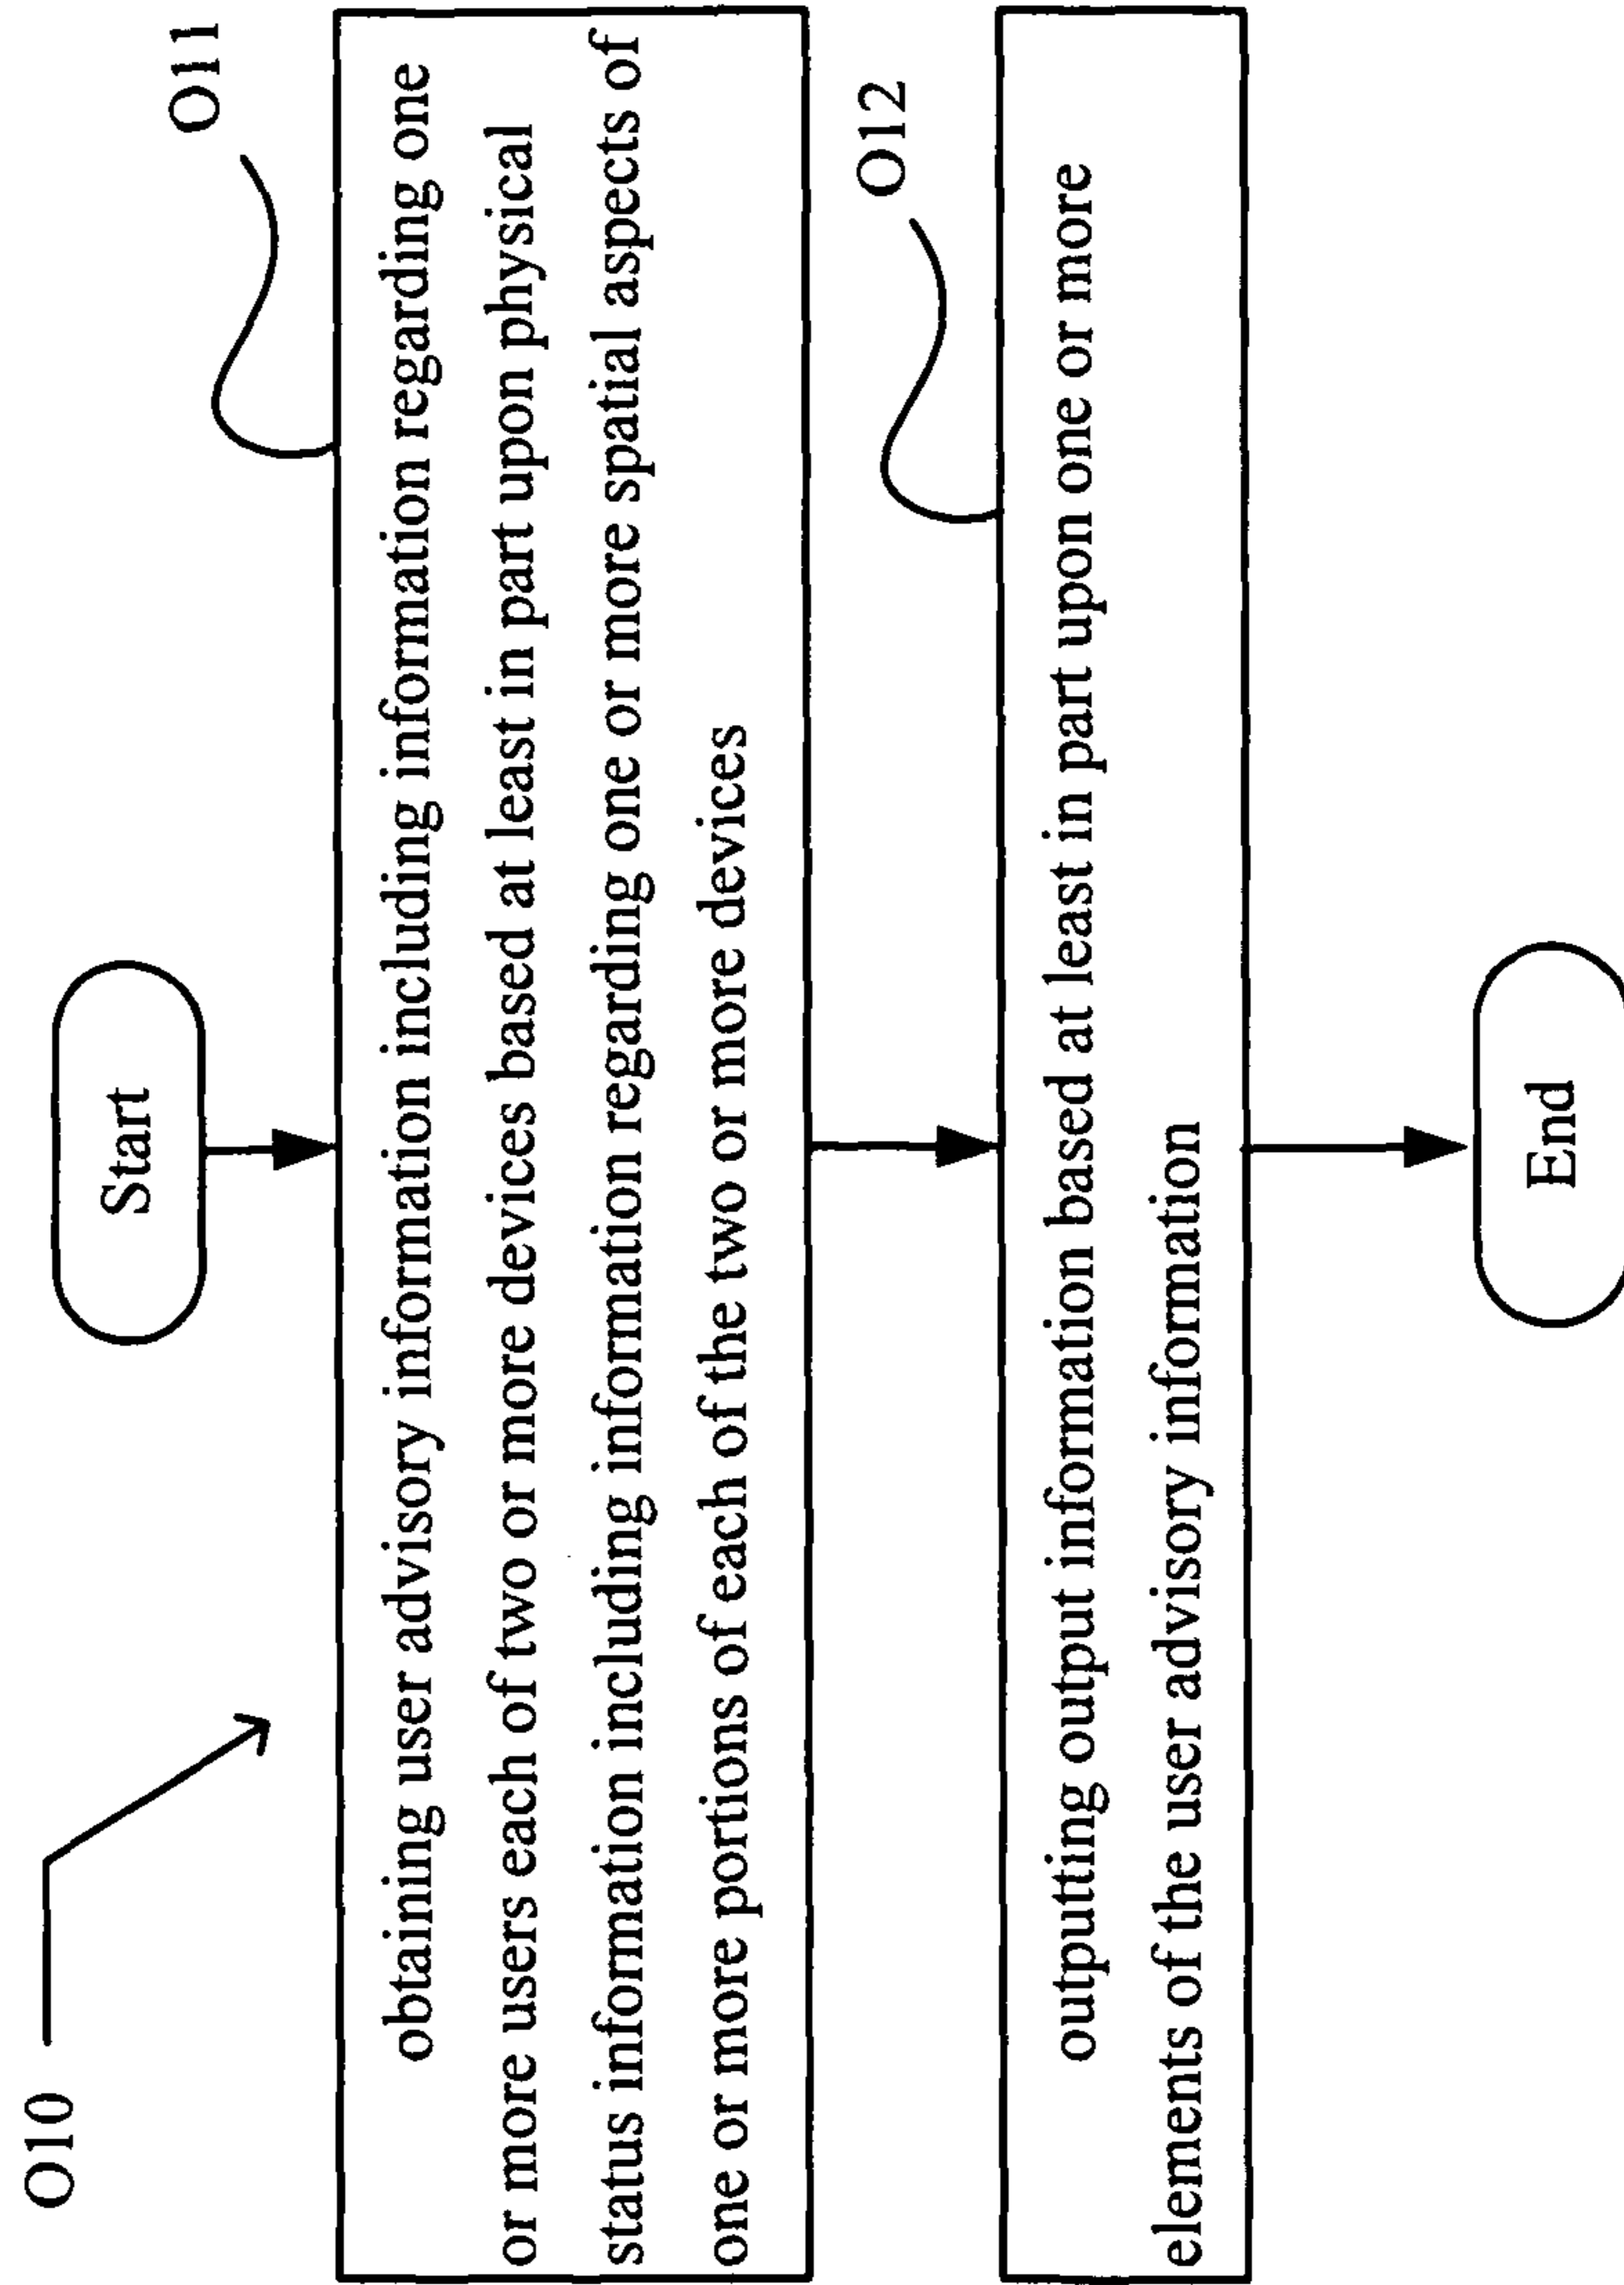 O10
Start
O11
obtaining user advisory information including information regarding one
or more users each of two or more devices based at least in part upon physical
status information including information regarding one or more spatial aspects of
one or more portions of each of the two or more devices
O12
outputting output information based at least in part upon one or more
elements of the user advisory information
End